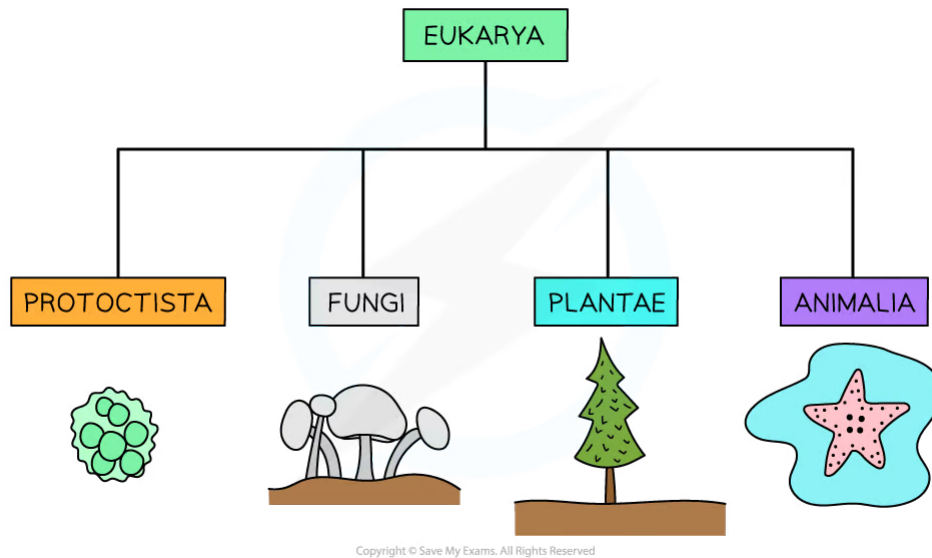 EUKARYA
PROTOCTISTA
FUNGI
PLANTAE
ANIMALIA
Copyright © Save My Exams. All Rights Reserved